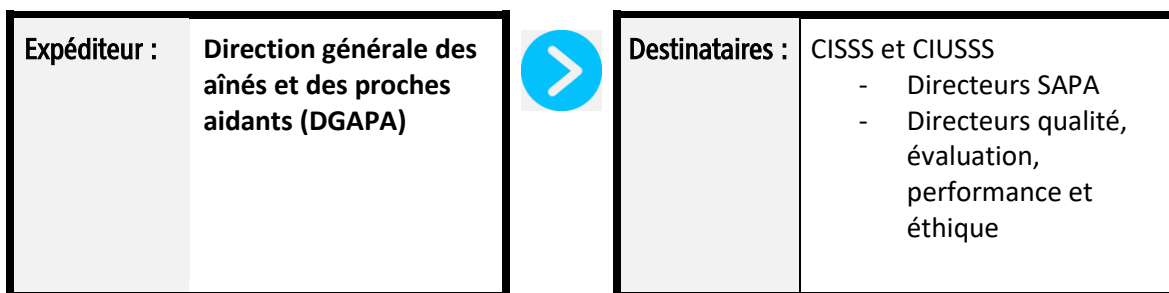 Expéditeur :
Direction générale des
aînés et des proches
aidants (DGAPA)
Destinataires :
CISSS et CIUSSS
- Directeurs SAPA
- Directeurs qualité,
évaluation,
performance et
éthique